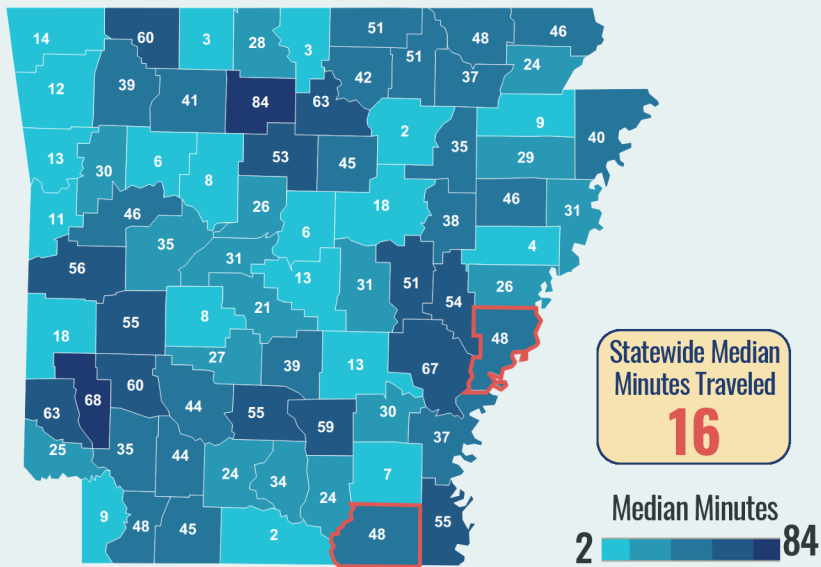 14 60 3 28 3 51 48 46
12 39 41 84 63 42 51 37 24
2 35 9 40
13 30 6 8 53 45 29
11 46 26 6 18 38 46 31
56 35 31 13 31 51 54 4
26
18 55 8 21 48
27 39 13 67
63 68 60 44 55 59 30
25 35 44 24 34 24 7 37
9 48 45 2 48 55
Statewide Median
Minutes Traveled
16
Median Minutes
2 84